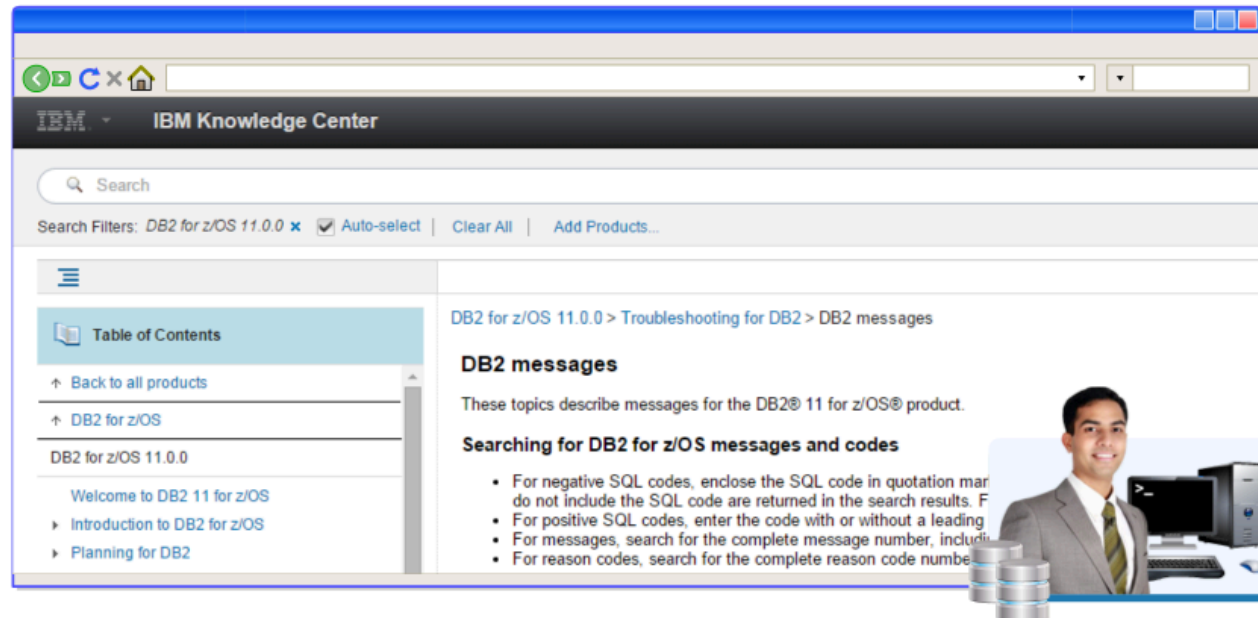 IBM
IBM Knowledge Center
Search
Search Filters: DB2 for z/OS 11.0.0 × Auto-select | Clear All | Add Products...
Table of Contents
Back to all products
DB2 for z/OS
DB2 for z/OS 11.0.0
Welcome to DB2 11 for z/OS
Introduction to DB2 for z/OS
Planning for DB2
DB2 for z/OS 11.0.0 > Troubleshooting for DB2 > DB2 messages
DB2 messages
These topics describe messages for the DB2® 11 for z/OS® product.
Searching for DB2 for z/OS messages and codes
• For negative SQL codes, enclose the SQL code in quotation
do not include the SQL code are returned in the search results.
• For positive SQL codes, enter the code with or without a leading
• For messages, search for the complete message number,
• For reason codes, search for the complete reason code
>_